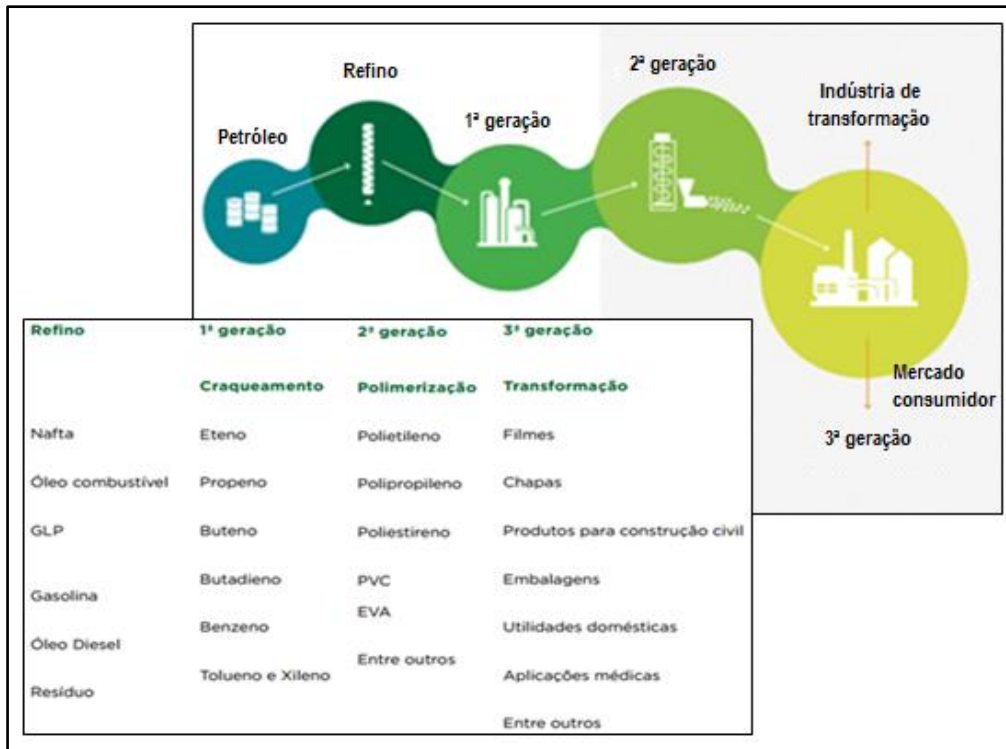 Petróleo
Refino
1ª geração
2ª geração
Indústria de
transformação
Mercado
consumidor
3ª geração
Refino 1ª geração 2ª geração 3ª geração
Craqueamento Polimerização Transformação
Nafta Eteno Polietileno Filmes
Óleo combustível Propeno Polipropileno Chapas
GLP Buteno Poliestireno Produtos para construção civil
Gasolina Butadieno PVC Embalagens
EVA
Óleo Diesel Benzeno Utilidades domésticas
Resíduo Tolueno e Xileno Entre outros Aplicações médicas
Entre outros